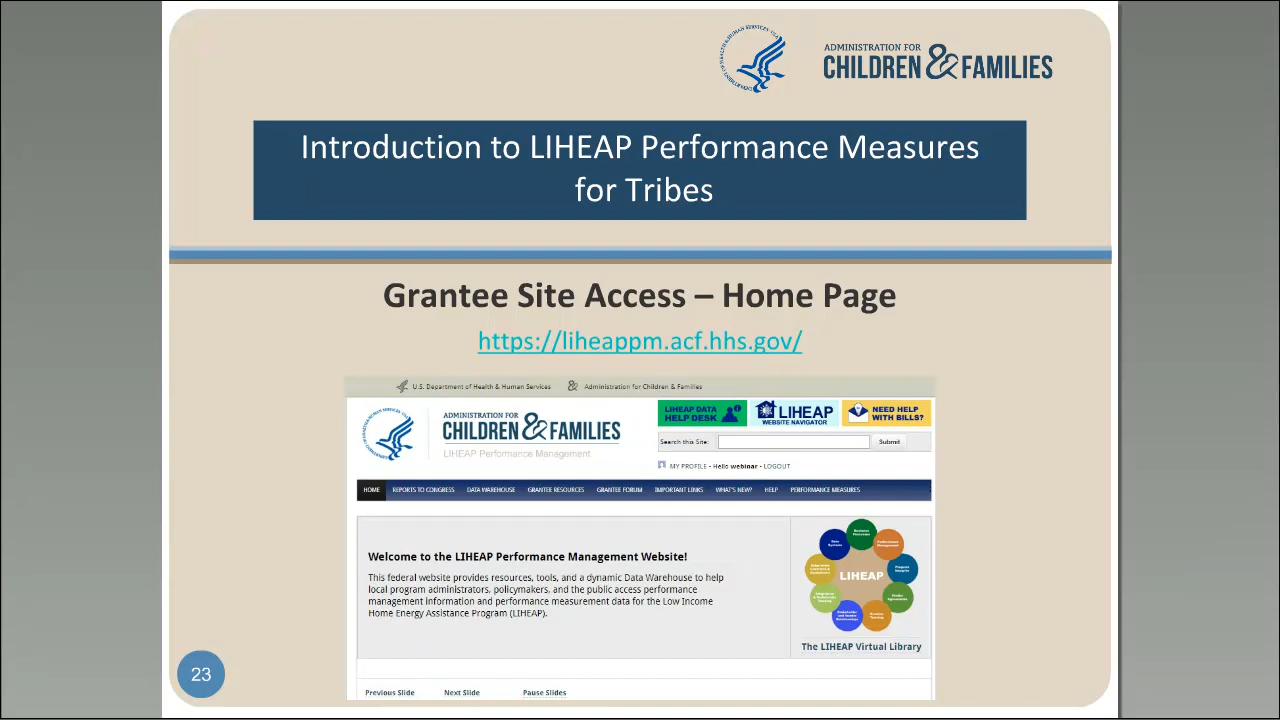 ADMINISTRATION FOR
CHILDREN & FAMILIES
Introduction to LIHEAP Performance Measures
for Tribes
Grantee Site Access – Home Page
https://liheappm.acf.hhs.gov/
U.S. Department of Health & Human Services Administration for Children & Families
ADMINISTRATION FOR
CHILDREN & FAMILIES
LIHEAP Performance Management
LIHEAP DATA
HELP DESK
LIHEAP
WEBSITE NAVIGATOR
NEED HELP
WITH BILLS?
Search this Site: Submit
MY PROFILE - Hello webinar - LOGOUT
HOME REPORTS TO CONGRESS DATA WAREHOUSE GRANTEE RESOURCES GRANTEE FORUM IMPORTANT LINKS WHAT'S NEW? HELP PERFORMANCE MEASURES
Welcome to the LIHEAP Performance Management Website!
This federal website provides resources, tools, and a dynamic Data Warehouse to help
local program administrators, policymakers, and the public access performance
management information and performance measurement data for the Low Income
Home Energy Assistance Program (LIHEAP).
LIHEAP
The LIHEAP Virtual Library
Previous Slide Next Slide Pause Slides
23